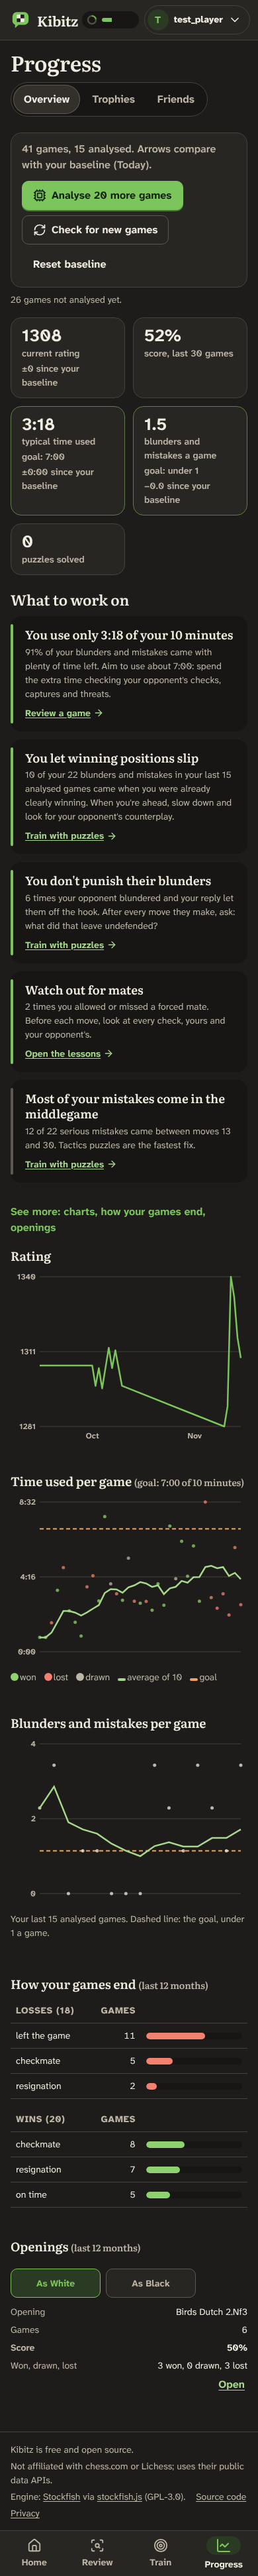 Kibitz
T test_player
Progress
Overview Trophies Friends
41 games, 15 analysed. Arrows compare
with your baseline (Today).
Analyse 20 more games
Check for new games
Reset baseline
26 games not analysed yet.
1308
current rating
±0 since your
baseline
52%
score, last 30 games
3:18
typical time used
goal: 7:00
±0:00 since your
baseline
1.5
blunders and
mistakes a game
goal: under 1
−0.0 since your
baseline
0
puzzles solved
What to work on
You use only 3:18 of your 10 minutes
91% of your blunders and mistakes came with
plenty of time left. Aim to use about 7:00: spend
the extra time checking your opponent's checks,
captures and threats.
Review a game →
You let winning positions slip
10 of your 22 blunders and mistakes in your last 15
analysed games came when you were already
clearly winning. When you're ahead, slow down and
look for your opponent's counterplay.
Train with puzzles →
You don't punish their blunders
6 times your opponent blundered and your reply let
them off the hook. After every move they make, ask:
what did that leave undefended?
Train with puzzles →
Watch out for mates
2 times you allowed or missed a forced mate.
Before each move, look at every check, yours and
your opponent's.
Open the lessons →
Most of your mistakes come in the
middlegame
12 of 22 serious mistakes came between moves 13
and 30. Tactics puzzles are the fastest fix.
Train with puzzles →
See more: charts, how your games end,
openings
Rating
1340
1311
1281
Oct Nov
Time used per game (goal: 7:00 of 10 minutes)
8:32
4:16
0:00
won lost drawn average of 10 goal
Blunders and mistakes per game
4
2
0
Your last 15 analysed games. Dashed line: the goal, under
1 a game.
How your games end (last 12 months)
LOSSES (18) GAMES
left the game 11
checkmate 5
resignation 2
WINS (20) GAMES
checkmate 8
resignation 7
on time 5
Openings (last 12 months)
As White As Black
Opening Birds Dutch 2.Nf3
Games 6
Score 50%
Won, drawn, lost 3 won, 0 drawn, 3 lost
Open
Kibitz is free and open source.
Not affiliated with chess.com or Lichess; uses their public
data APIs.
Engine: Stockfish via stockfish.js (GPL-3.0). Source code
Privacy
Home Review Train Progress